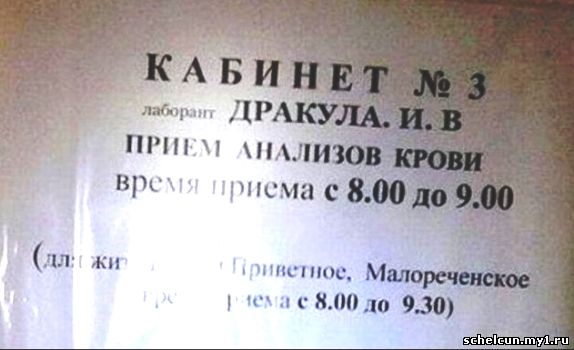 КАБИНЕТ № 3
лаборант ДРАКУЛА. И. В
ПРИЕМ АНАЛИЗОВ КРОВИ
время приема с 8.00 до 9.00
(для Приветное, Малореченское
с 8.00 до 9.30)
schelcun.my1.ru